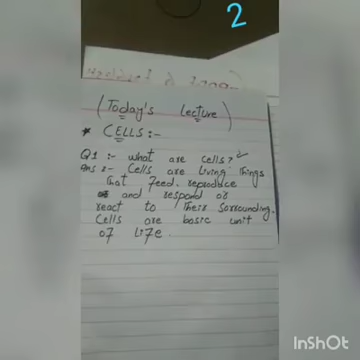 2
(Today's Lecture)
* CELLS :-
Q1 :- What are cells?
Ans :- Cells are living things
That feed, reproduce
and respond or
react to Their Sorrounding.
Cells are basic unit
of Life.
InShOt